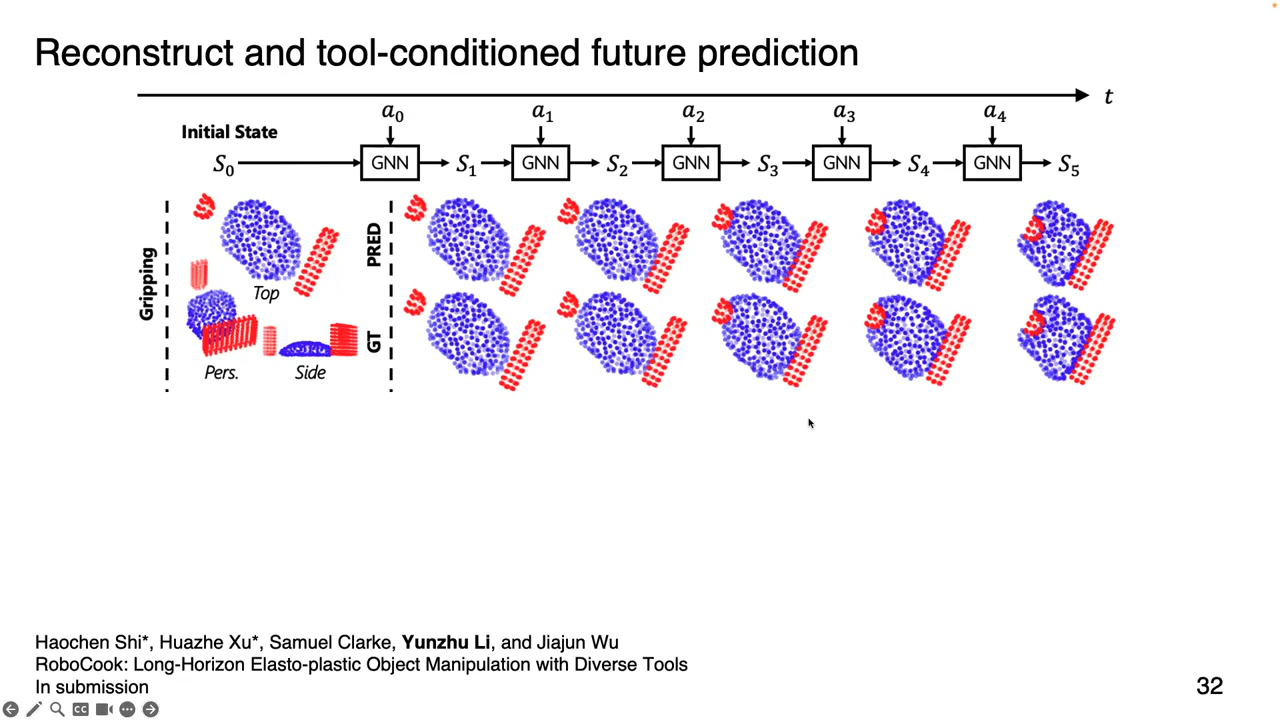 Reconstruct and tool-conditioned future prediction
t
a₀ a₁ a₂ a₃ a₄
Initial State
S₀ GNN S₁ GNN S₂ GNN S₃ GNN S₄ GNN S₅
Gripping
Top
Pers.
Side
PRED
GT
Haochen Shi*, Huazhe Xu*, Samuel Clarke, Yunzhu Li, and Jiajun Wu
RoboCook: Long-Horizon Elasto-plastic Object Manipulation with Diverse Tools
In submission
32
CC